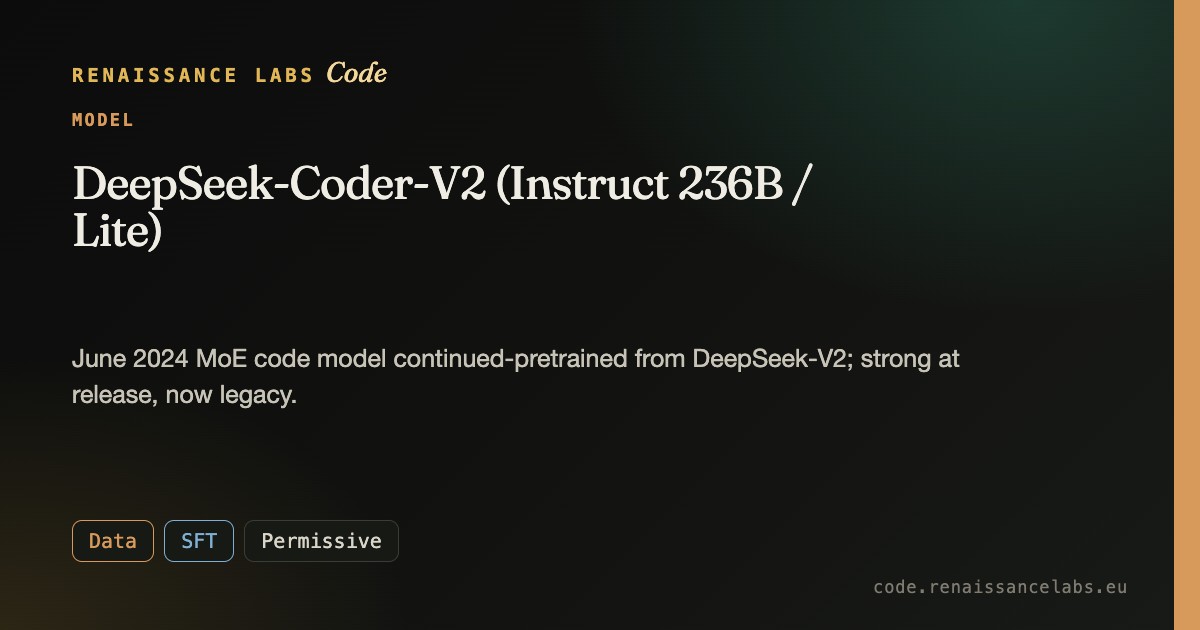 RENAISSANCE LABS Code
MODEL
DeepSeek-Coder-V2 (Instruct 236B /
Lite)
June 2024 MoE code model continued-pretrained from DeepSeek-V2; strong at
release, now legacy.
Data SFT Permissive
code.renaissancelabs.eu